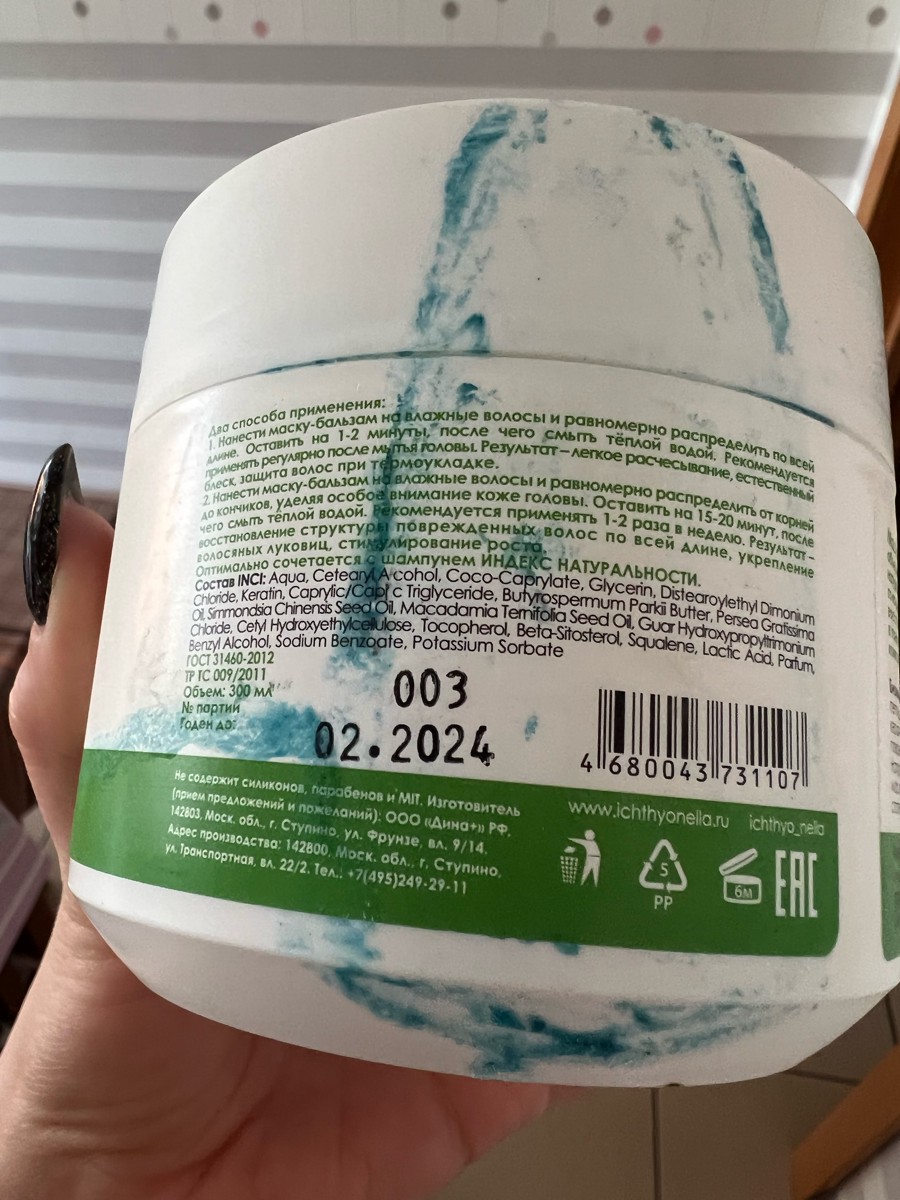 Два способа применения:
1. Нанести маску-бальзам на влажные волосы и равномерно распределить по всей
длине. Оставить на 1-2 минуты, после чего смыть тёплой водой. Рекомендуется
применять регулярно после мытья головы. Результат – легкое расчесывание, естественный
блеск, защита волос при термоукладке.
2. Нанести маску-бальзам на влажные волосы и равномерно распределить от корней
до кончиков, уделяя особое внимание коже головы. Оставить на 15-20 минут, после
чего смыть тёплой водой. Рекомендуется применять 1-2 раза в неделю. Результат –
восстановление структуры поврежденных волос по всей длине, укрепление
волосяных луковиц, стимулирование роста.
Оптимально сочетается с шампунем ИНДЕКС НАТУРАЛЬНОСТИ.
Состав INCI: Aqua, Cetearyl Alcohol, Coco-Caprylate, Glycerin, Distearoylethyl Dimonium
Chloride, Keratin, Caprylic/Capric Triglyceride, Butyrospermum Parkii Butter, Persea Gratissima
Oil, Simmondsia Chinensis Seed Oil, Macadamia Ternifolia Seed Oil, Guar Hydroxypropyltrimonium
Chloride, Cetyl Hydroxyethylcellulose, Tocopherol, Beta-Sitosterol, Squalene, Lactic Acid, Parfum,
Benzyl Alcohol, Sodium Benzoate, Potassium Sorbate
ГОСТ 31460-2012
ТР ТС 009/2011
Объем: 300 мл
№ партии 003
Годен до: 02.2024
4 680043 731107
Не содержит силиконов, парабенов и MIT. Изготовитель
(прием предложений и пожеланий): ООО «Дина+» РФ,
142803, Моск. обл., г. Ступино, ул. Фрунзе, вл. 9/14.
Адрес производства: 142800, Моск. обл., г. Ступино,
ул. Транспортная, вл. 22/2. Тел.: +7(495)249-29-11
www.ichthyonella.ru ichthyo_nella
5
PP
6м
EAC